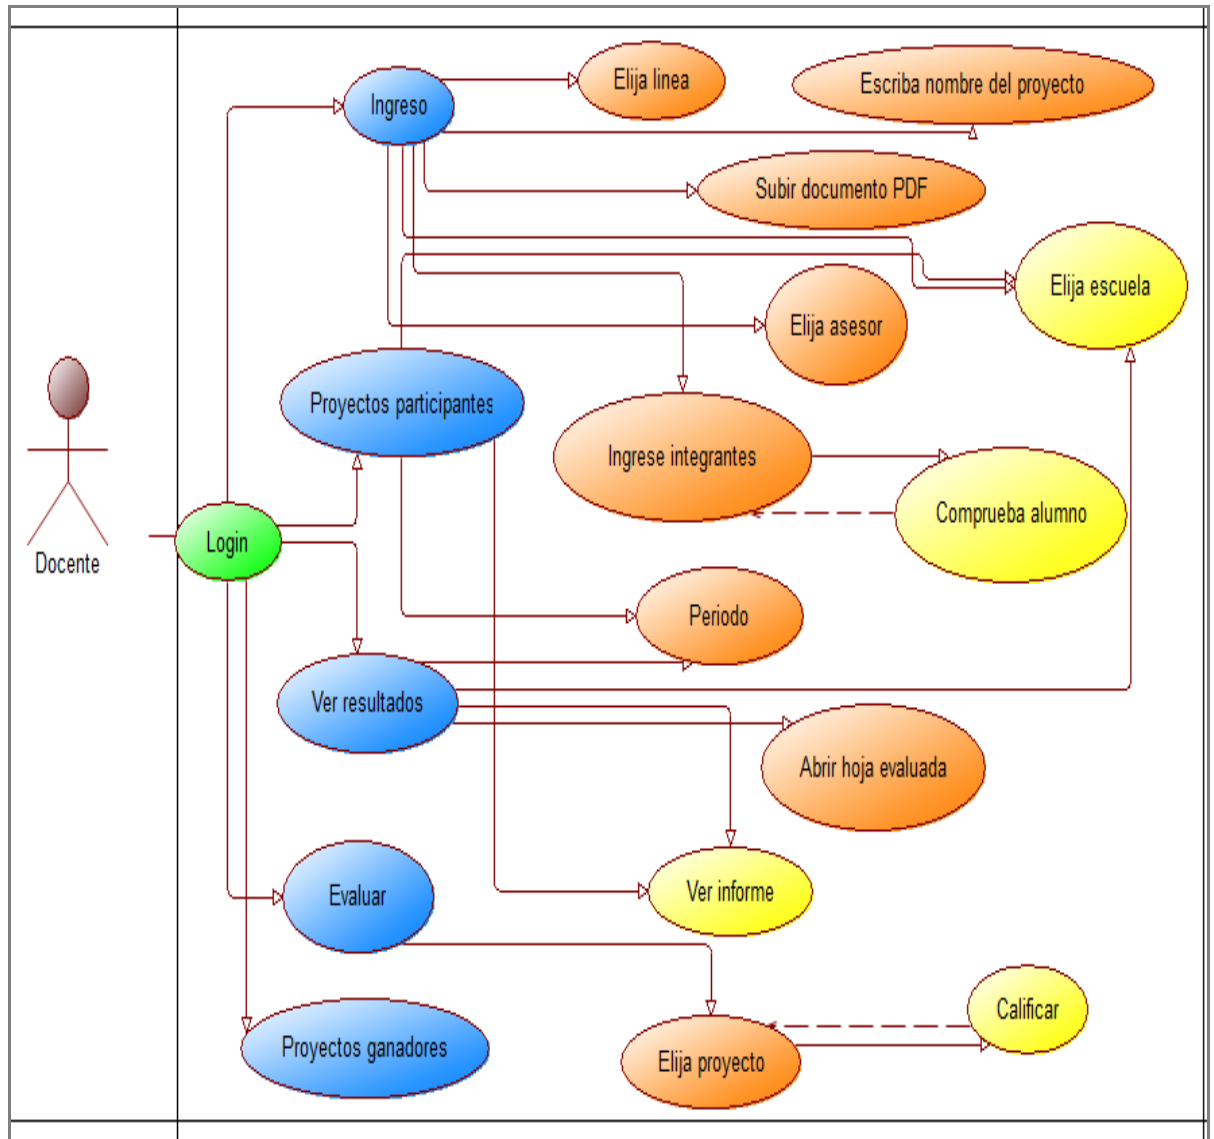 Elija linea
Escriba nombre del proyecto
Ingreso
Subir documento PDF
Elija escuela
Elija asesor
Proyectos participantes
Ingrese integrantes
Comprueba alumno
Login
Docente
Periodo
Ver resultados
Abrir hoja evaluada
Evaluar
Ver informe
Calificar
Proyectos ganadores
Elija proyecto